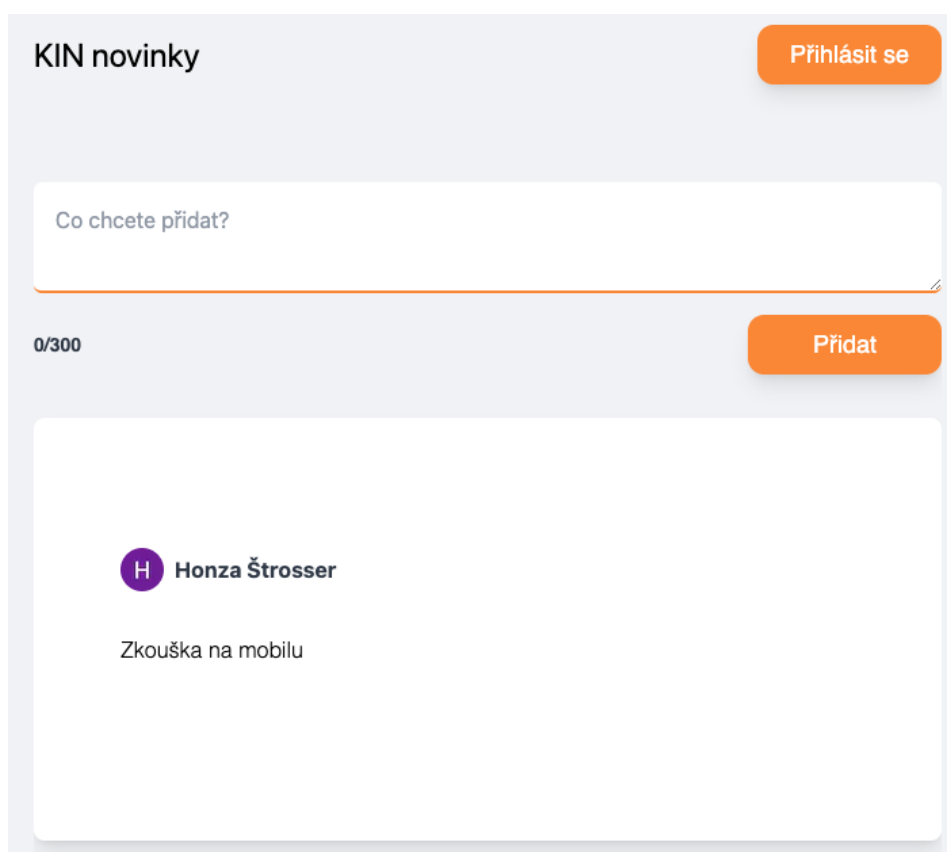 KIN novinky
Přihlásit se
Co chcete přidat?
0/300
Přidat
H
Honza Štrosser
Zkouška na mobilu